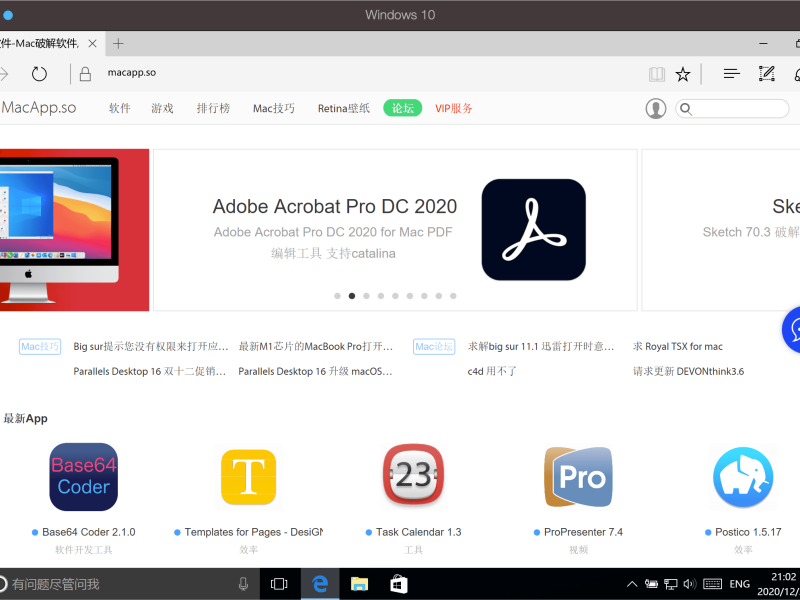 Windows 10
件-Mac破解软件,
macapp.so
MacApp.so
软件
游戏
排行榜
Mac技巧
Retina壁纸
论坛
VIP服务
Adobe Acrobat Pro DC 2020
Adobe Acrobat Pro DC 2020 for Mac PDF
编辑工具 支持catalina
Ske
Sketch 70.3 破解
Mac技巧
Big sur提示您没有权限来打开应...
最新M1芯片的MacBook Pro打开...
Mac论坛
求解big sur 11.1 迅雷打开时意...
求 Royal TSX for mac
Parallels Desktop 16 双十二促销...
Parallels Desktop 16 升级 macOS...
c4d 用不了
请求更新 DEVONthink3.6
最新App
Base64
Coder
T
23
Pro
Base64 Coder 2.1.0
Templates for Pages - DesiGN
Task Calendar 1.3
ProPresenter 7.4
Postico 1.5.17
软件开发工具
效率
工具
视频
效率
有问题尽管问我
ENG
21:02
2020/12/